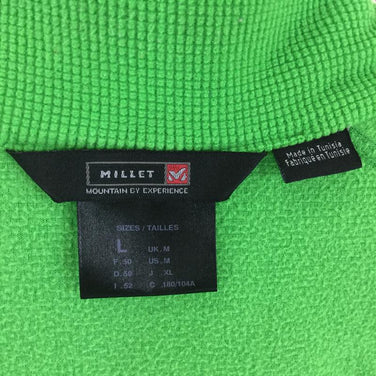 MILLET
MOUNTAIN BY EXPERIENCE
Made in Tunisia
Fabriqué en Tunisie
SIZES / TAILLES
L
UK. M
F. 50 US. M
D. 50 J XL
I. 52 C .180/104A